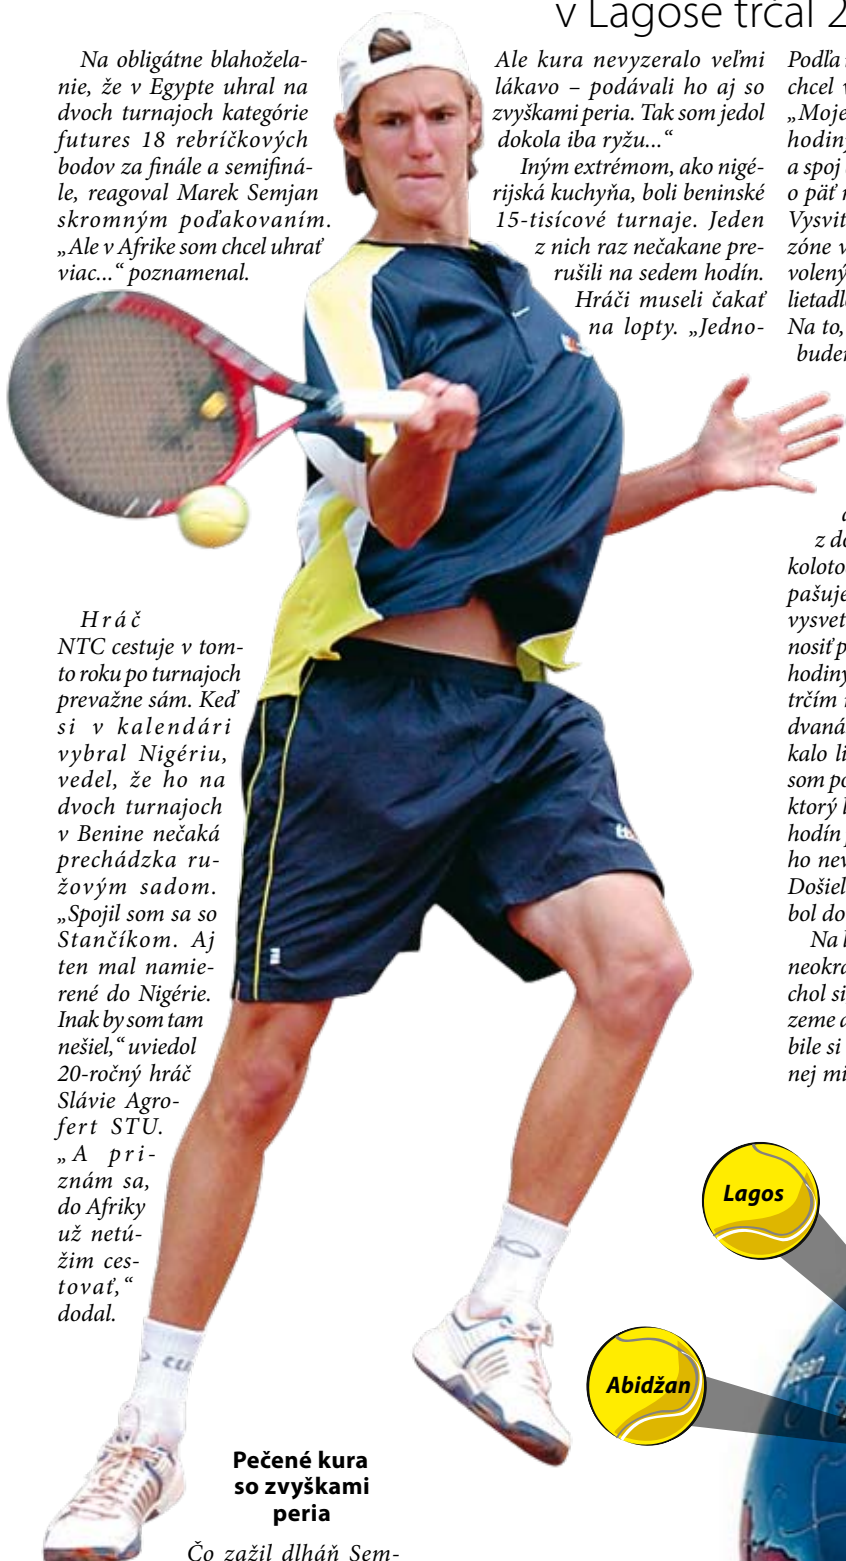 v Lagose trčal 2
Na obligátne blahožela-
nie, že v Egypte uhral na
dvoch turnajoch kategórie
futures 18 rebríčkových
bodov za finále a semifiná-
le, reagoval Marek Semjan
skromným poďakovaním.
„Ale v Afrike som chcel uhrať
viac...“ poznamenal.
Hráč
NTC cestuje v tom-
to roku po turnajoch
prevažne sám. Keď
si v kalendári
vybral Nigériu,
vedel, že ho na
dvoch turnajoch
v Benine nečaká
prechádzka ru-
žovým sadom.
„Spojil som sa so
Stančíkom. Aj
ten mal namie-
rené do Nigérie.
Inak by som tam
nešiel,“ uviedol
20-ročný hráč
Slávie Agro-
fert STU.
„A pri-
znám sa,
do Afriky
už netú-
žim ces-
tovať,“
dodal.
Pečené kura
so zvyškami
peria
Čo zažil dlháň Sem-
Ale kura nevyzeralo veľmi
lákavo – podávali ho aj so
zvyškami peria. Tak som jedol
dokola iba ryžu...“
Iným extrémom, ako nigé-
rijská kuchyňa, boli beninské
15-tisícové turnaje. Jeden
z nich raz nečakane pre-
rušili na sedem hodín.
Hráči museli čakať
na lopty. „Jedno-
Podľa
chcel v
„Moje
hodiny
a spoj
o päť
Vysvit
zóne v
volený
lietadl
Na to,
buden
z do
koloto
pašuje
vysvet
nosiť p
hodiny
trčím
dvaná
kalo li
som po
ktorý
hodín
ho nev
Došiel
bol do
Na
neokra
chol si
zeme a
bile si
nej mi
Lagos
Abidžan